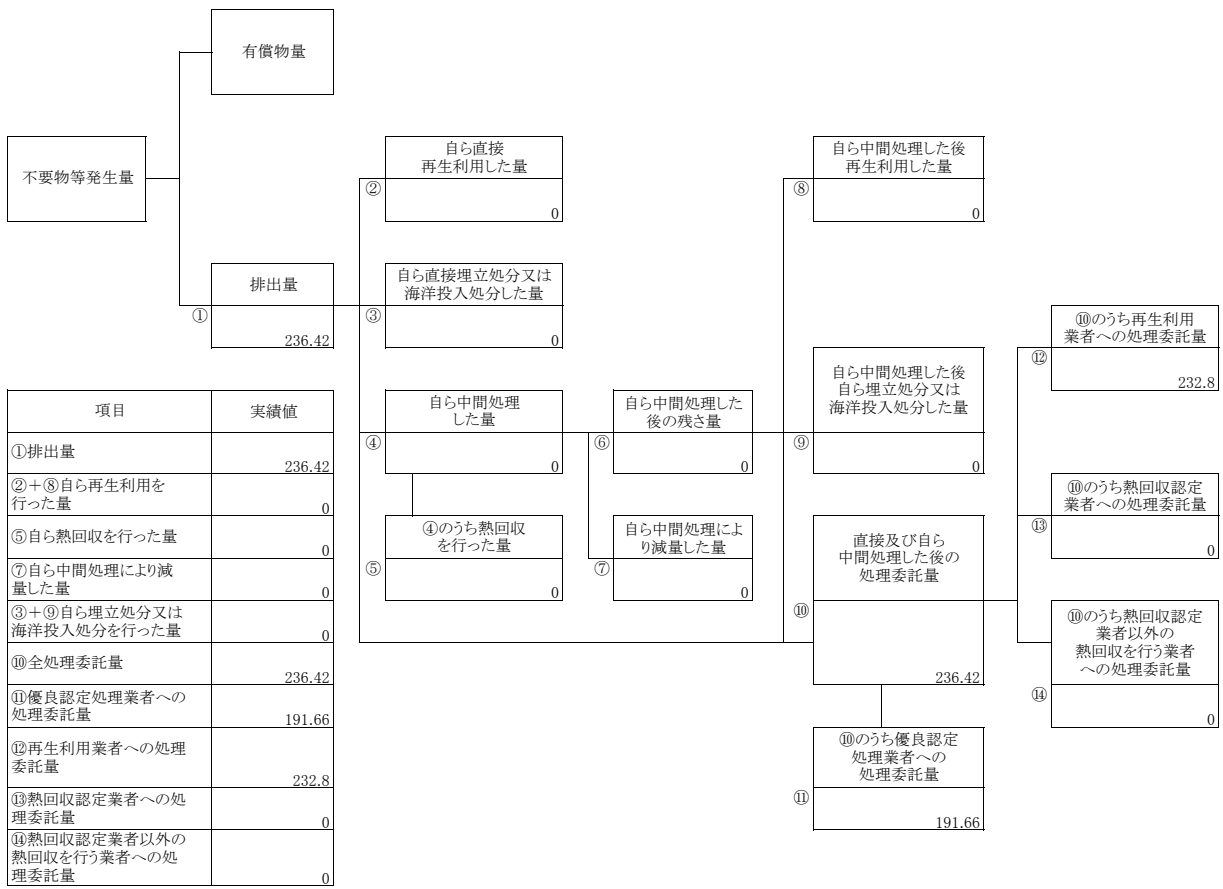 有償物量
不要物等発生量
自ら直接
再生利用した量
②
0
自ら中間処理した後
再生利用した量
⑧
0
排出量
①
236.42
自ら直接埋立処分又は
海洋投入処分した量
③
0
⑩のうち再生利用
業者への処理委託量
⑫
232.8
自ら中間処理
した量
④
0
自ら中間処理した
後の残さ量
⑥
0
自ら中間処理した後
自ら埋立処分又は
海洋投入処分した量
⑨
0
⑩のうち熱回収認定
業者への処理委託量
⑬
0
④のうち熱回収
を行った量
⑤
0
自ら中間処理によ
り減量した量
⑦
0
直接及び自ら
中間処理した後の
処理委託量
⑩
236.42
⑩のうち熱回収認定
業者以外の
熱回収を行う業者
への処理委託量
⑭
0
⑩のうち優良認定
処理業者への
処理委託量
⑪
191.66
項目 実績値
①排出量
236.42
②＋⑧自ら再生利用を
行った量
0
⑤自ら熱回収を行った量
0
⑦自ら中間処理により減
量した量
0
③＋⑨自ら埋立処分又は
海洋投入処分を行った量
0
⑩全処理委託量
236.42
⑪優良認定処理業者への
処理委託量
191.66
⑫再生利用業者への処理
委託量
232.8
⑬熱回収認定業者への処
理委託量
0
⑭熱回収認定業者以外の
熱回収を行う業者への処
理委託量
0